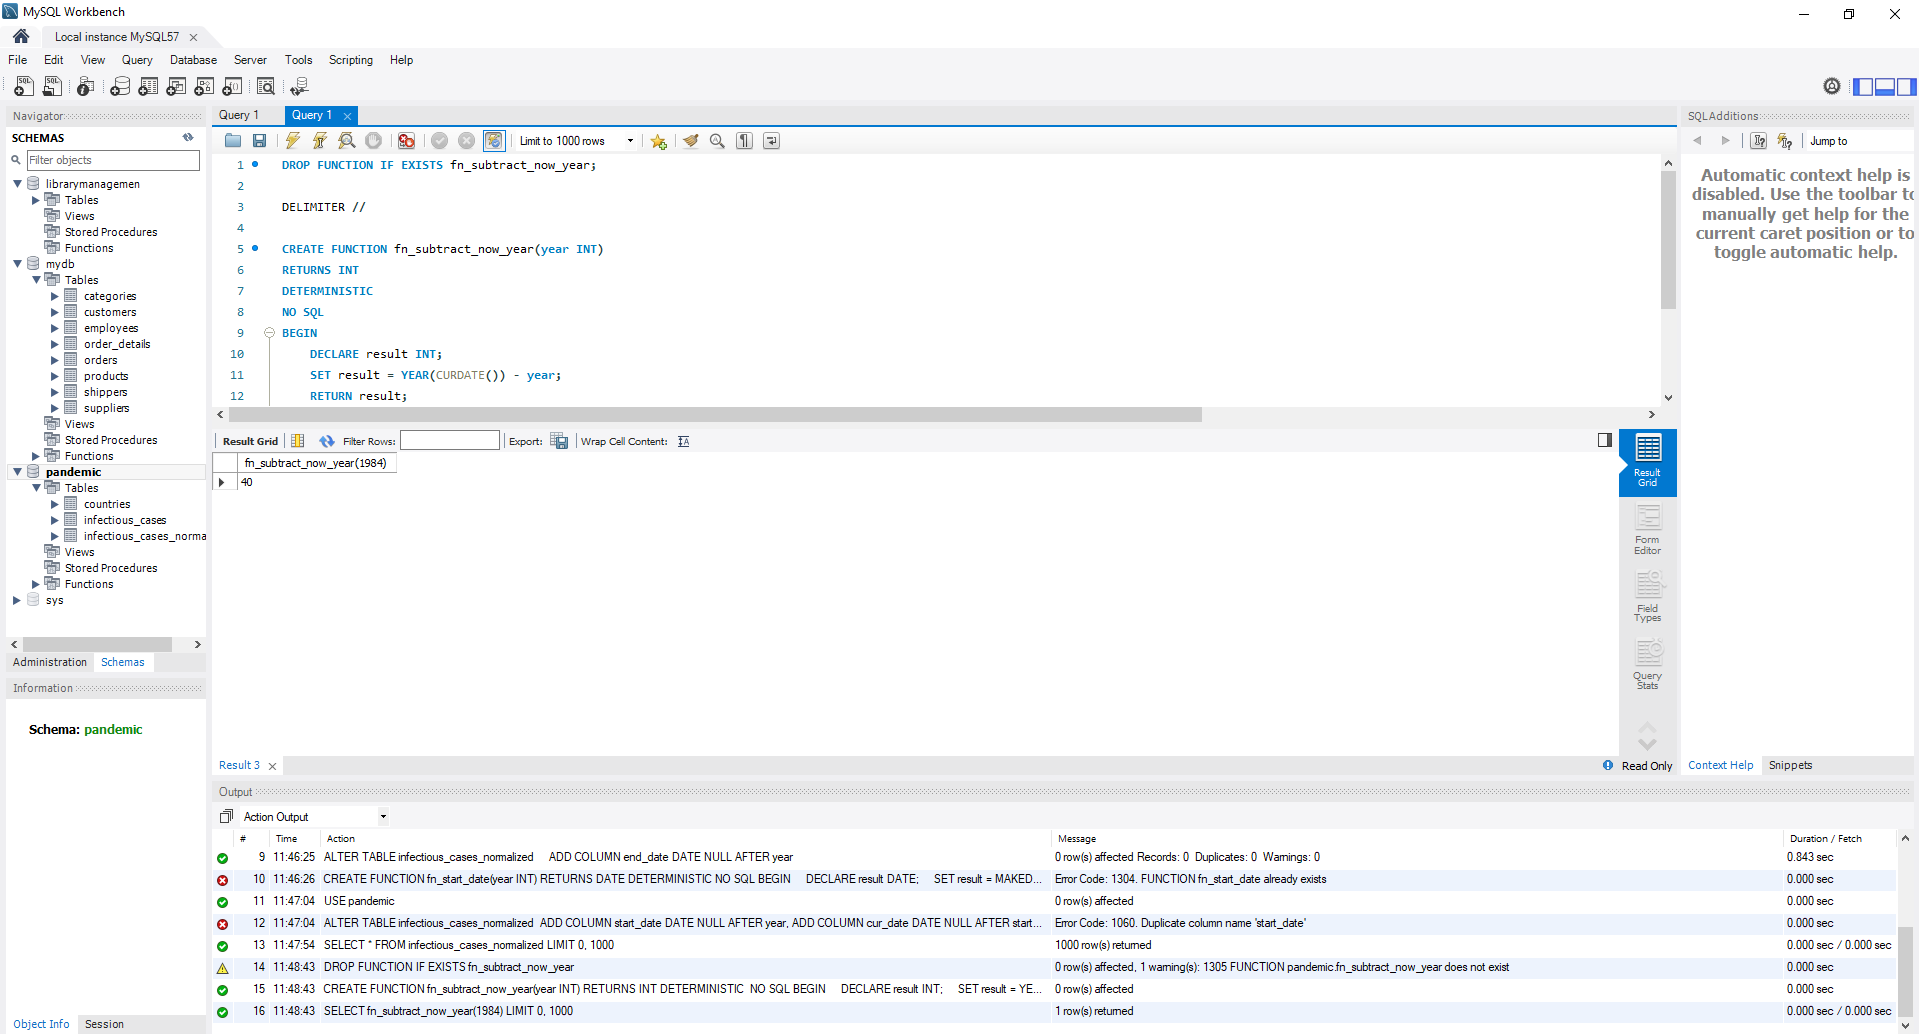 MySQL Workbench
Local instance MySQL57
File Edit View Query Database Server Tools Scripting Help
Navigator
SCHEMAS
Filter objects
librarymanagemen
Tables
Views
Stored Procedures
Functions
mydb
Tables
categories
customers
employees
order_details
orders
products
shippers
suppliers
Views
Stored Procedures
Functions
pandemic
Tables
countries
infectious_cases
infectious_cases_norma
Views
Stored Procedures
Functions
sys
Administration Schemas
Information
Schema: pandemic
Object Info Session
Query 1 Query 1
Limit to 1000 rows
1 DROP FUNCTION IF EXISTS fn_subtract_now_year;
2
3 DELIMITER //
4
5 CREATE FUNCTION fn_subtract_now_year(year INT)
6 RETURNS INT
7 DETERMINISTIC
8 NO SQL
9 BEGIN
10 DECLARE result INT;
11 SET result = YEAR(CURDATE()) - year;
12 RETURN result;
Result Grid Filter Rows: Export: Wrap Cell Content:
fn_subtract_now_year(1984)
40
Result Grid
Form Editor
Field Types
Query Stats
Result 3
Read Only
SQLAdditions
Jump to
Automatic context help is
disabled. Use the toolbar to
manually get help for the
current caret position or to
toggle automatic help.
Context Help Snippets
Output
Action Output
# Time Action Message Duration / Fetch
9 11:46:25 ALTER TABLE infectious_cases_normalized ADD COLUMN end_date DATE NULL AFTER year 0 row(s) affected Records: 0 Duplicates: 0 Warnings: 0 0.843 sec
10 11:46:26 CREATE FUNCTION fn_start_date(year INT) RETURNS DATE DETERMINISTIC NO SQL BEGIN DECLARE result DATE; SET result = MAKED... Error Code: 1304. FUNCTION fn_start_date already exists 0.000 sec
11 11:47:04 USE pandemic 0 row(s) affected 0.000 sec
12 11:47:04 ALTER TABLE infectious_cases_normalized ADD COLUMN start_date DATE NULL AFTER year, ADD COLUMN cur_date DATE NULL AFTER start... Error Code: 1060. Duplicate column name 'start_date' 0.000 sec
13 11:47:54 SELECT * FROM infectious_cases_normalized LIMIT 0, 1000 1000 row(s) returned 0.000 sec / 0.000 sec
14 11:48:43 DROP FUNCTION IF EXISTS fn_subtract_now_year 0 row(s) affected, 1 warning(s): 1305 FUNCTION pandemic.fn_subtract_now_year does not exist 0.000 sec
15 11:48:43 CREATE FUNCTION fn_subtract_now_year(year INT) RETURNS INT DETERMINISTIC NO SQL BEGIN DECLARE result INT; SET result = YE... 0 row(s) affected 0.000 sec
16 11:48:43 SELECT fn_subtract_now_year(1984) LIMIT 0, 1000 1 row(s) returned 0.000 sec / 0.000 sec